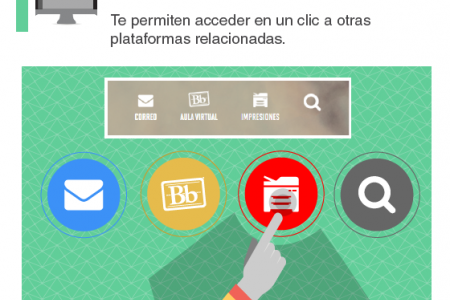 Te permiten acceder en un clic a otras
plataformas relacionadas.
Bb
CORREO AULA VIRTUAL IMPRESIONES
Bb